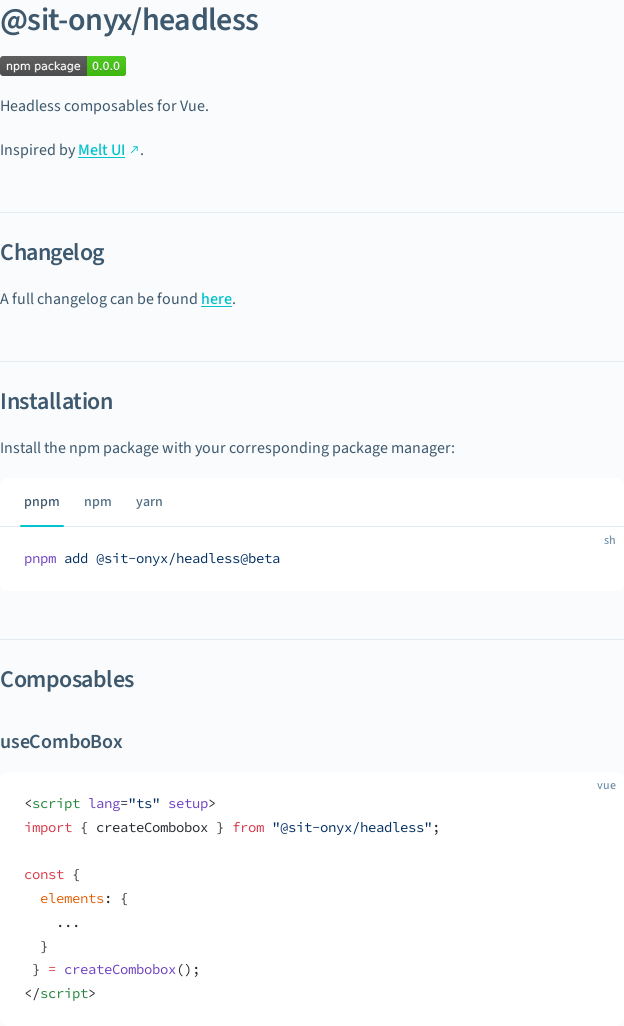 @sit-onyx/headless
npm package 0.0.0
Headless composables for Vue.
Inspired by Melt UI ↗.
Changelog
A full changelog can be found here.
Installation
Install the npm package with your corresponding package manager:
pnpm npm yarn
sh
pnpm add @sit-onyx/headless@beta
Composables
useComboBox
vue
<script lang="ts" setup>
import { createCombobox } from "@sit-onyx/headless";
const {
  elements: {
    ...
  }
 } = createCombobox();
</script>